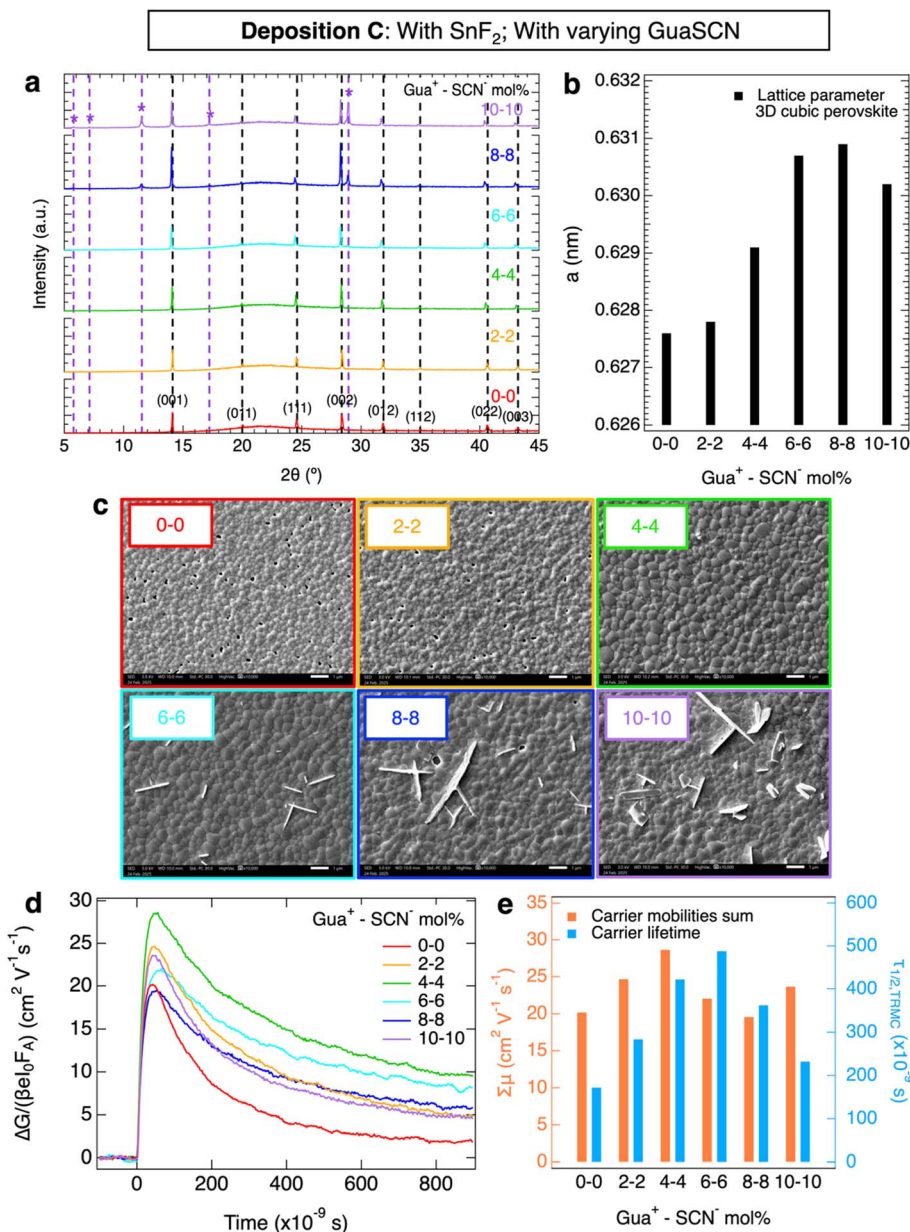 Deposition C: With SnF₂; With varying GuaSCN
a
Gua⁺ - SCN⁻ mol%
10-10
8-8
6-6
4-4
2-2
0-0
(001)
(011)
(111)
(002)
(012)
(112)
(022)
(003)
Intensity (a.u.)
5 10 15 20 25 30 35 40 45
2θ (°)
b
Lattice parameter
3D cubic perovskite
0.632
0.631
0.630
0.629
0.628
0.627
0.626
a (nm)
0-0 2-2 4-4 6-6 8-8 10-10
Gua⁺ - SCN⁻ mol%
c
0-0
2-2
4-4
6-6
8-8
10-10
d
Gua⁺ - SCN⁻ mol%
0-0
2-2
4-4
6-6
8-8
10-10
30
25
20
15
10
5
0
ΔG/(βeI₀F_A) (cm² V⁻¹ s⁻¹)
0 200 400 600 800
Time (x10⁻⁹ s)
e
Carrier mobilities sum
Carrier lifetime
35
30
25
20
15
10
5
0
Σμ (cm² V⁻¹ s⁻¹)
600
500
400
300
200
100
0
τ1/2,TRMC (x10⁻⁹ s)
0-0 2-2 4-4 6-6 8-8 10-10
Gua⁺ - SCN⁻ mol%